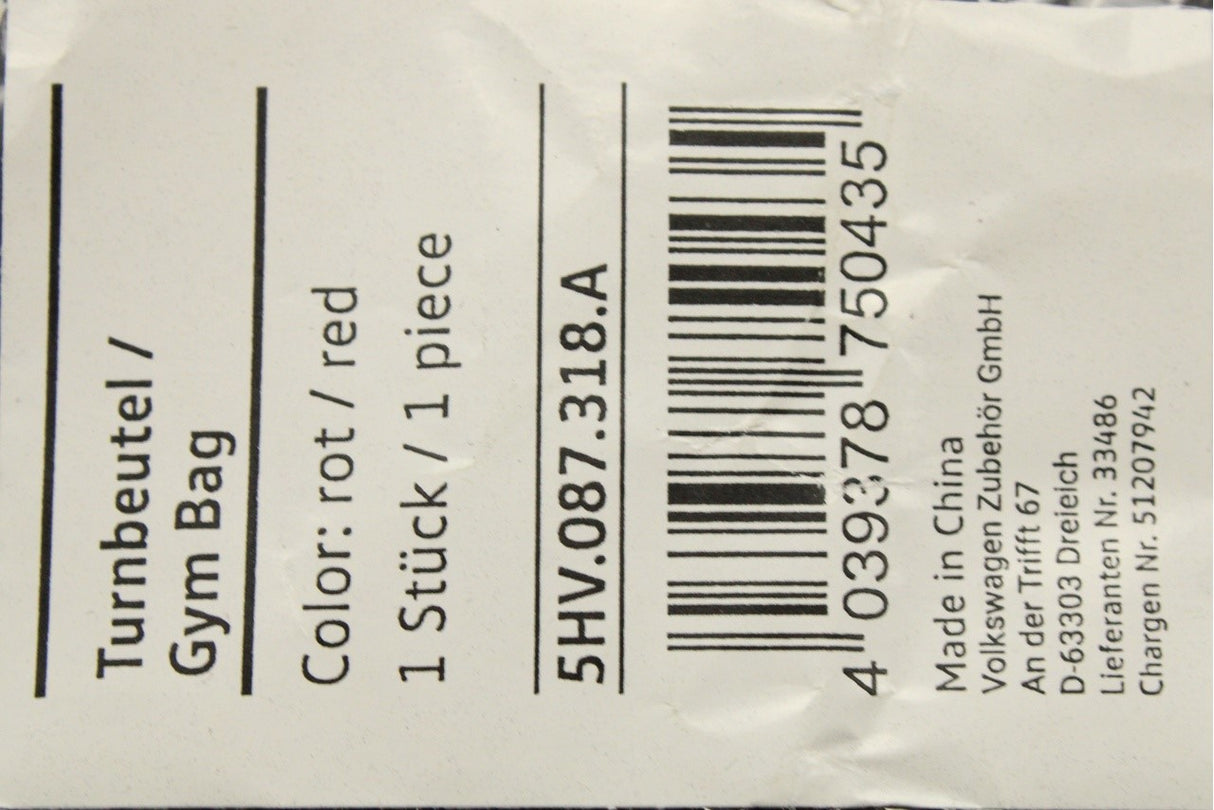 Turnbeutel /
Gym Bag
Color: rot / red
1 Stück / 1 piece
5HV.087.318.A
4 039378 750435
Made in China
Volkswagen Zubehör GmbH
An der Trifft 67
D-63303 Dreieich
Lieferanten Nr. 33486
Chargen Nr. 51207942